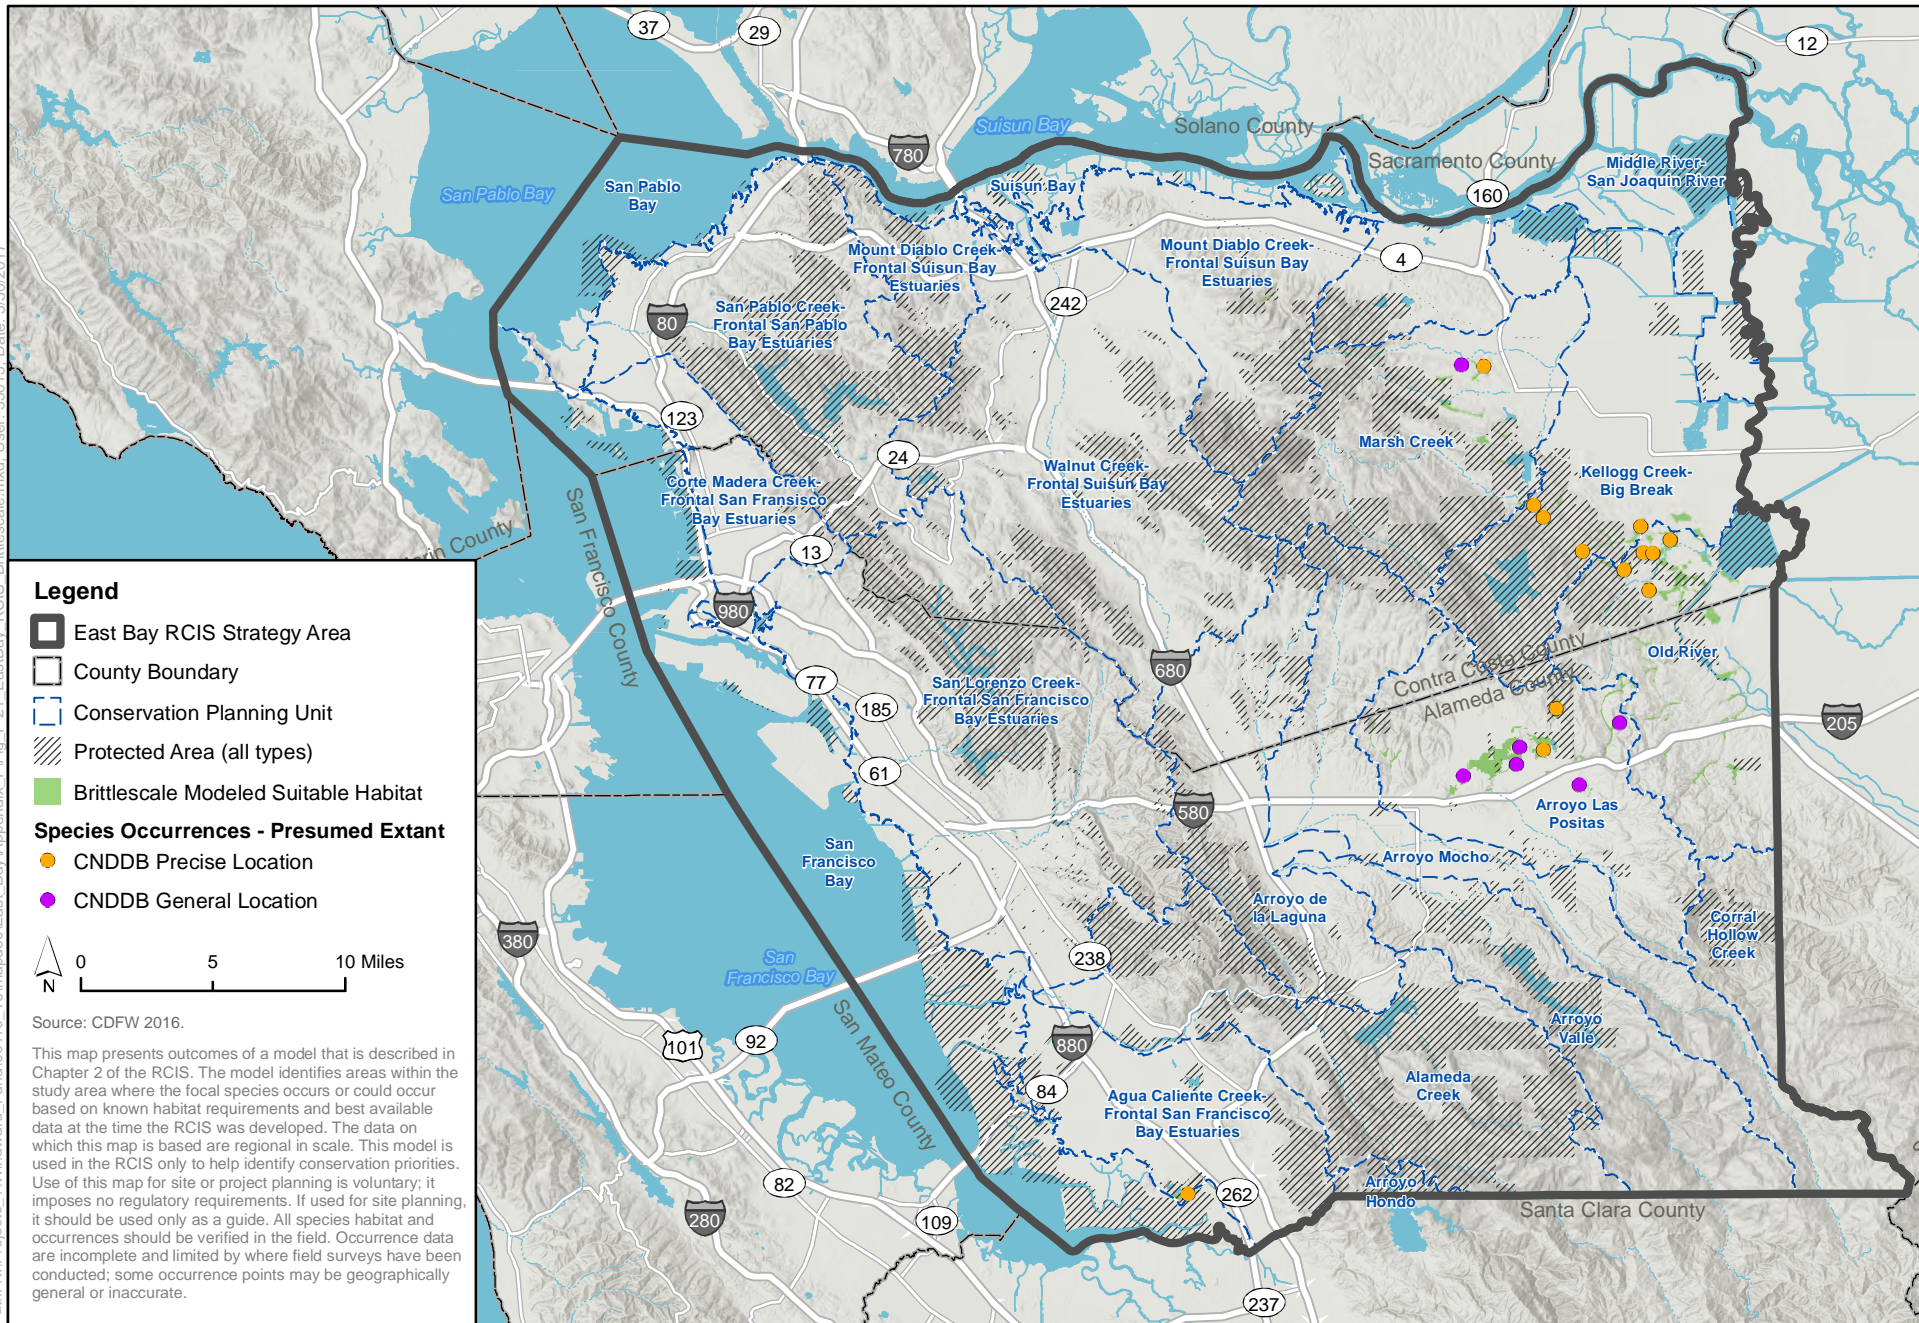 37
29
12
780
Suisun Bay
Solano County
Sacramento County
160
Middle River-
San Joaquin River
San Pablo Bay
San Pablo
Bay
Suisun Bay
Mount Diablo Creek-
Frontal Suisun Bay
Estuaries
Mount Diablo Creek-
Frontal Suisun Bay
Estuaries
4
242
80
San Pablo Creek-
Frontal San Pablo
Bay Estuaries
123
24
Marsh Creek
Walnut Creek-
Frontal Suisun Bay
Estuaries
Kellogg Creek-
Big Break
Corte Madera Creek-
Frontal San Fransisco
Bay Estuaries
13
San Francisco County
980
680
Contra Costa County
Alameda County
Old River
77
185
San Lorenzo Creek-
Frontal San Francisco
Bay Estuaries
205
61
580
Arroyo Las
Positas
San
Francisco
Bay
Arroyo Mocho
Arroyo de
la Laguna
Corral
Hollow
Creek
238
San
Francisco Bay
San Mateo County
380
101
92
880
Arroyo
Valle
84
Alameda
Creek
Agua Caliente Creek-
Frontal San Francisco
Bay Estuaries
82
262
Arroyo
Hondo
Santa Clara County
280
109
237
Legend
East Bay RCIS Strategy Area
County Boundary
Conservation Planning Unit
Protected Area (all types)
Brittlescale Modeled Suitable Habitat
Species Occurrences - Presumed Extant
CNDDB Precise Location
CNDDB General Location
N
0 5 10 Miles
Source: CDFW 2016.
This map presents outcomes of a model that is described in
Chapter 2 of the RCIS. The model identifies areas within the
study area where the focal species occurs or could occur
based on known habitat requirements and best available
data at the time the RCIS was developed. The data on
which this map is based are regional in scale. This model is
used in the RCIS only to help identify conservation priorities.
Use of this map for site or project planning is voluntary; it
imposes no regulatory requirements. If used for site planning,
it should be used only as a guide. All species habitat and
occurrences should be verified in the field. Occurrence data
are incomplete and limited by where field surveys have been
conducted; some occurrence points may be geographically
general or inaccurate.